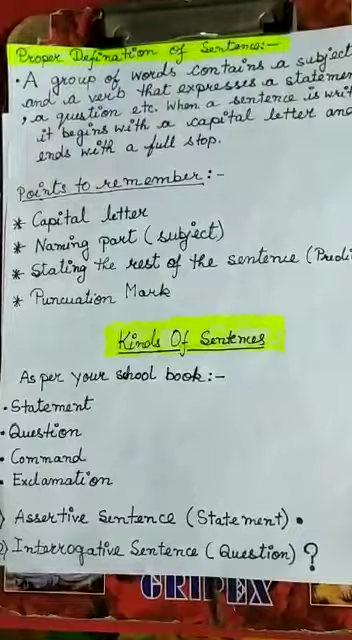 Proper Defination of Sentence:-
• A group of words contains a subject
and a verb that expresses a
, a question etc. When a sentence is
it begins with a capital letter and
ends with a full stop.
Points to remember:-
* Capital letter
* Naming part (subject)
* Stating the rest of the sentence
* Puncuation Mark
Kinds Of Sentences
As per your school book:-
• Statement
• Question
• Command
• Exclamation
) Assertive Sentence (Statement) •
) Interrogative Sentence (Question) ?
GRIPEX